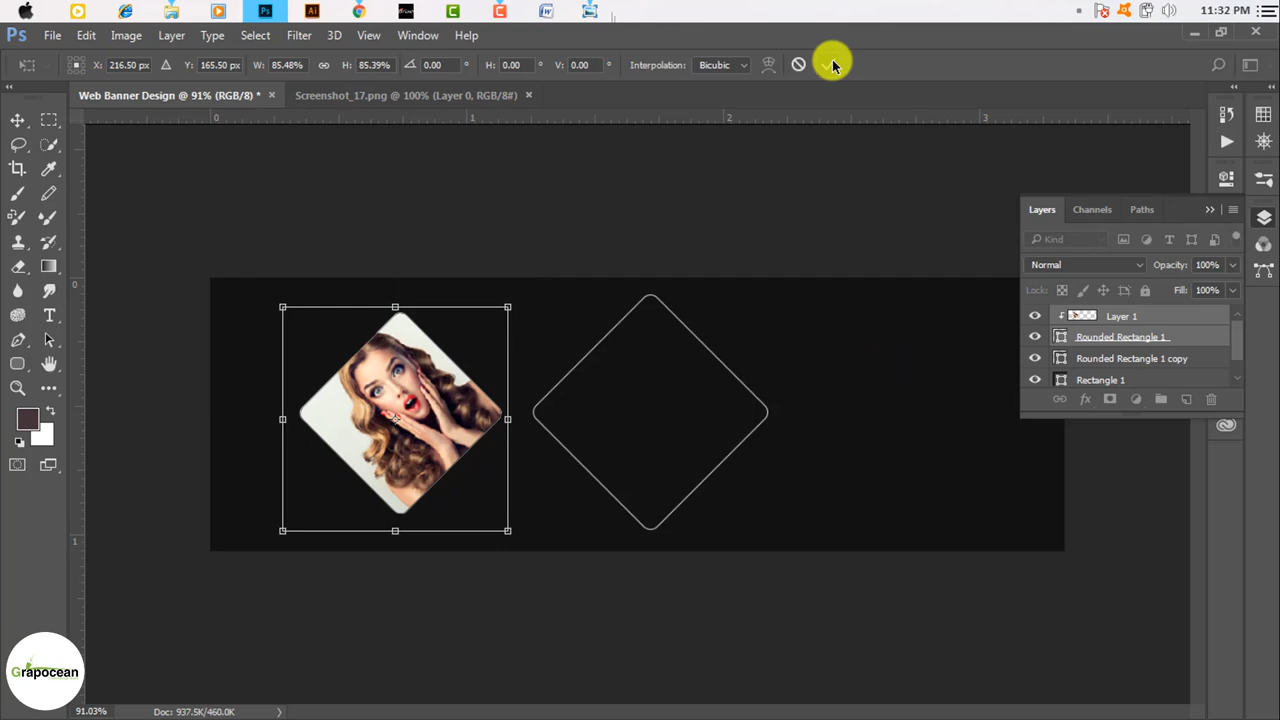 11:32 PM
Ps File Edit Image Layer Type Select Filter 3D View Window Help
X: 216.50 px Y: 165.50 px W: 85.48% H: 85.39% 0.00 ° H: 0.00 ° V: 0.00 ° Interpolation: Bicubic
Web Banner Design @ 91% (RGB/8) * × Screenshot_17.png @ 100% (Layer 0, RGB/8#) ×
0 1 2 3
Layers Channels Paths
Kind
Normal Opacity: 100%
Lock: Fill: 100%
Layer 1
Rounded Rectangle 1
Rounded Rectangle 1 copy
Rectangle 1
0
1
Grapocean
91.03% Doc: 937.5K/460.0K